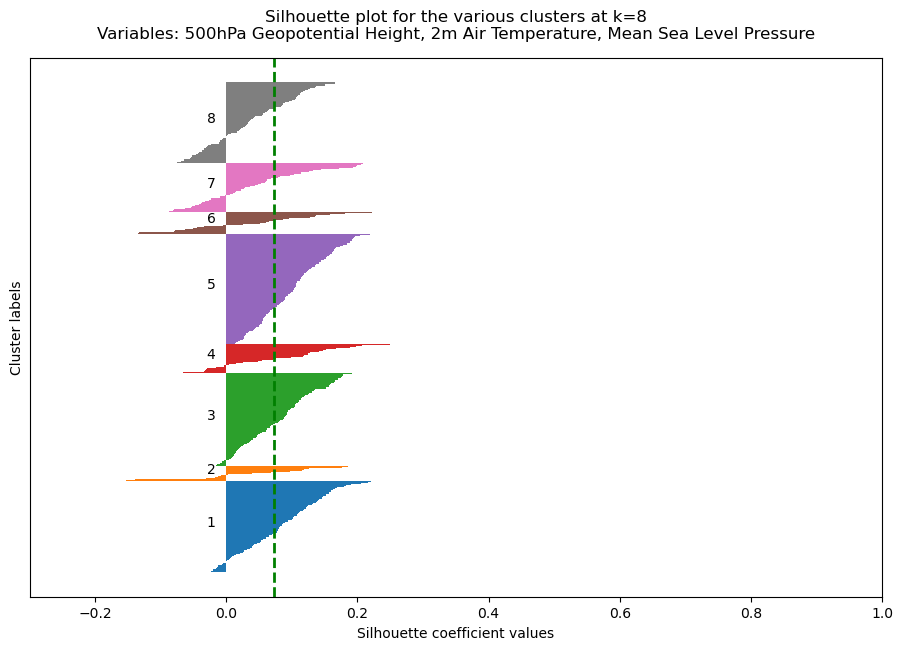 Silhouette plot for the various clusters at k=8
Variables: 500hPa Geopotential Height, 2m Air Temperature, Mean Sea Level Pressure
8
7
6
5
4
3
2
1
Cluster labels
−0.2 0.0 0.2 0.4 0.6 0.8 1.0
Silhouette coefficient values